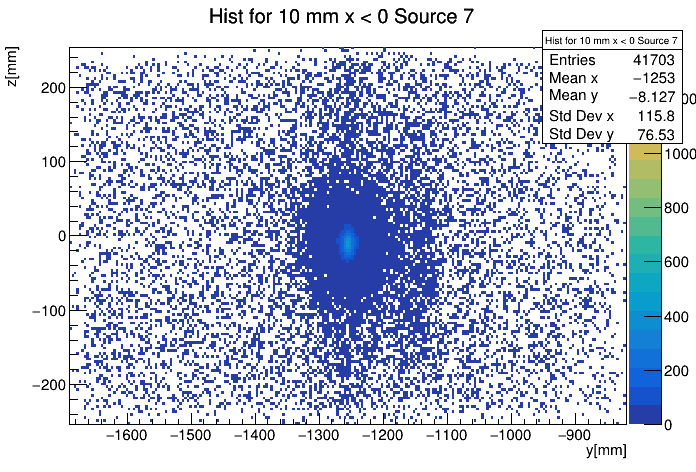 Hist for 10 mm x < 0 Source 7
z[mm]
Hist for 10 mm x < 0 Source 7
Entries 41703
Mean x −1253
Mean y −8.127
Std Dev x 115.8
Std Dev y 76.53
200
100
0
−100
−200
1000
800
600
400
200
0
−1600 −1500 −1400 −1300 −1200 −1100 −1000 −900
y[mm]